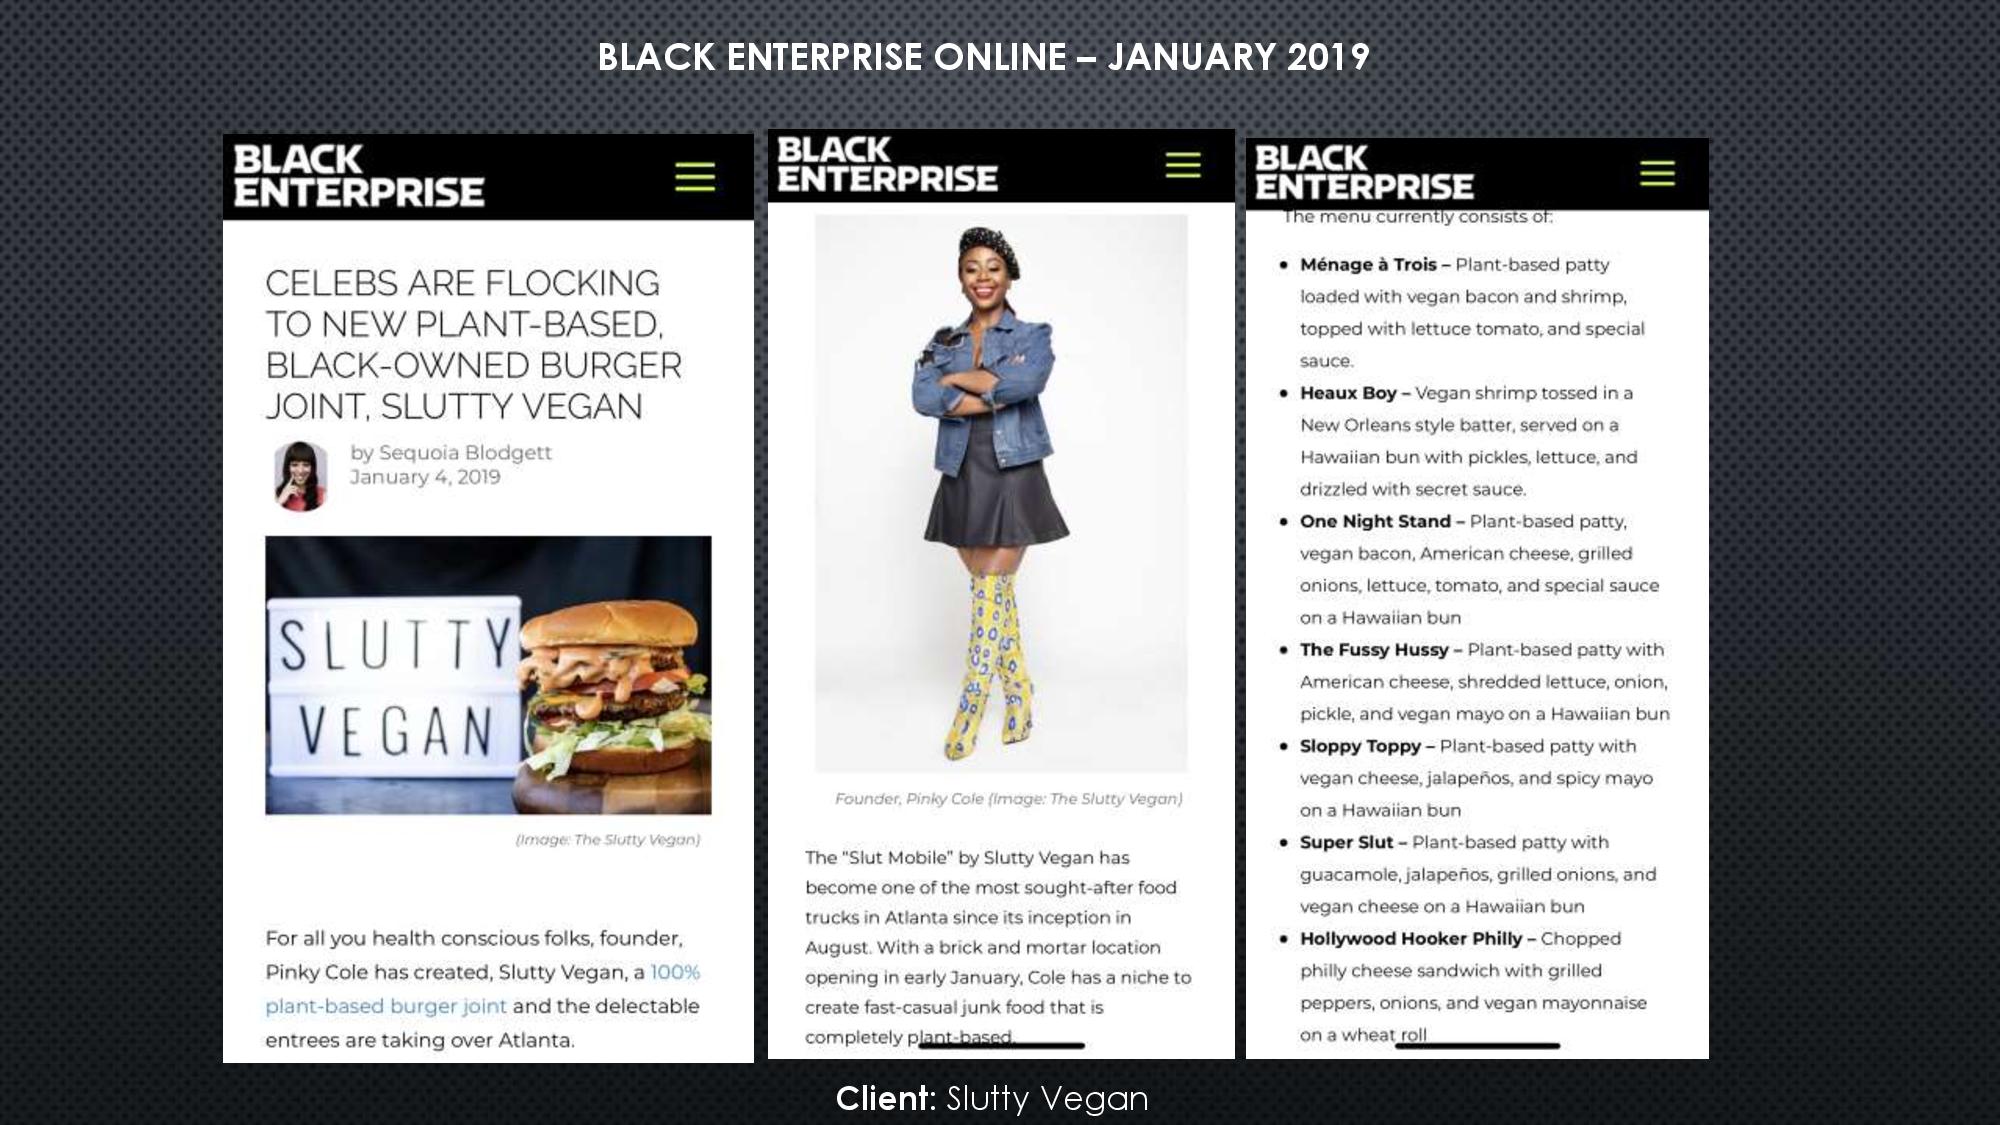 BLACK ENTERPRISE ONLINE – JANUARY 2019
BLACK
ENTERPRISE
CELEBS ARE FLOCKING
TO NEW PLANT-BASED,
BLACK-OWNED BURGER
JOINT, SLUTTY VEGAN
by Sequoia Blodgett
January 4, 2019
SLUTTY
VEGAN
(Image: The Slutty Vegan)
For all you health conscious folks, founder,
Pinky Cole has created, Slutty Vegan, a 100%
plant-based burger joint and the delectable
entrees are taking over Atlanta.
BLACK
ENTERPRISE
Founder, Pinky Cole (Image: The Slutty Vegan)
The “Slut Mobile” by Slutty Vegan has
become one of the most sought-after food
trucks in Atlanta since its inception in
August. With a brick and mortar location
opening in early January, Cole has a niche to
create fast-casual junk food that is
completely plant-based.
BLACK
ENTERPRISE
The menu currently consists of:
• Ménage à Trois – Plant-based patty
loaded with vegan bacon and shrimp,
topped with lettuce tomato, and special
sauce.
• Heaux Boy – Vegan shrimp tossed in a
New Orleans style batter, served on a
Hawaiian bun with pickles, lettuce, and
drizzled with secret sauce.
• One Night Stand – Plant-based patty,
vegan bacon, American cheese, grilled
onions, lettuce, tomato, and special sauce
on a Hawaiian bun
• The Fussy Hussy – Plant-based patty with
American cheese, shredded lettuce, onion,
pickle, and vegan mayo on a Hawaiian bun
• Sloppy Toppy – Plant-based patty with
vegan cheese, jalapeños, and spicy mayo
on a Hawaiian bun
• Super Slut – Plant-based patty with
guacamole, jalapeños, grilled onions, and
vegan cheese on a Hawaiian bun
• Hollywood Hooker Philly – Chopped
philly cheese sandwich with grilled
peppers, onions, and vegan mayonnaise
on a wheat roll
Client: Slutty Vegan